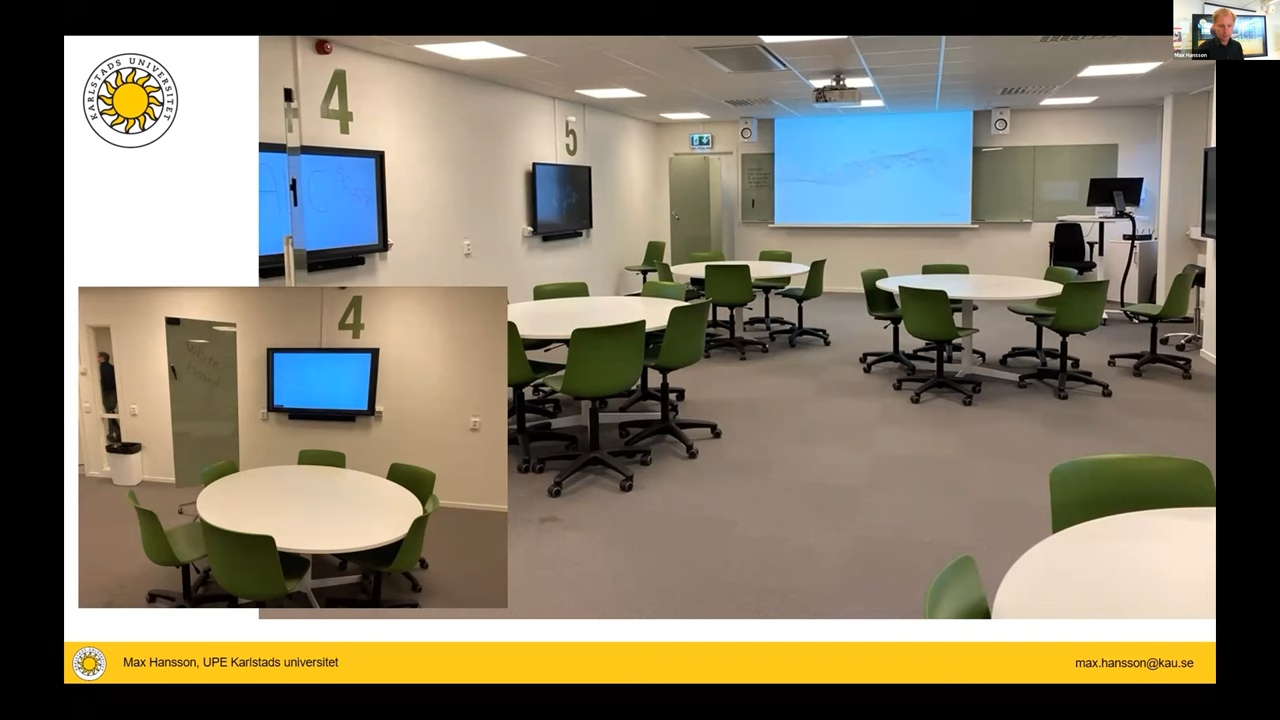 Max Hansson
KARLSTADS UNIVERSITET
4
5
4
Max Hansson, UPE Karlstads universitet
max.hansson@kau.se